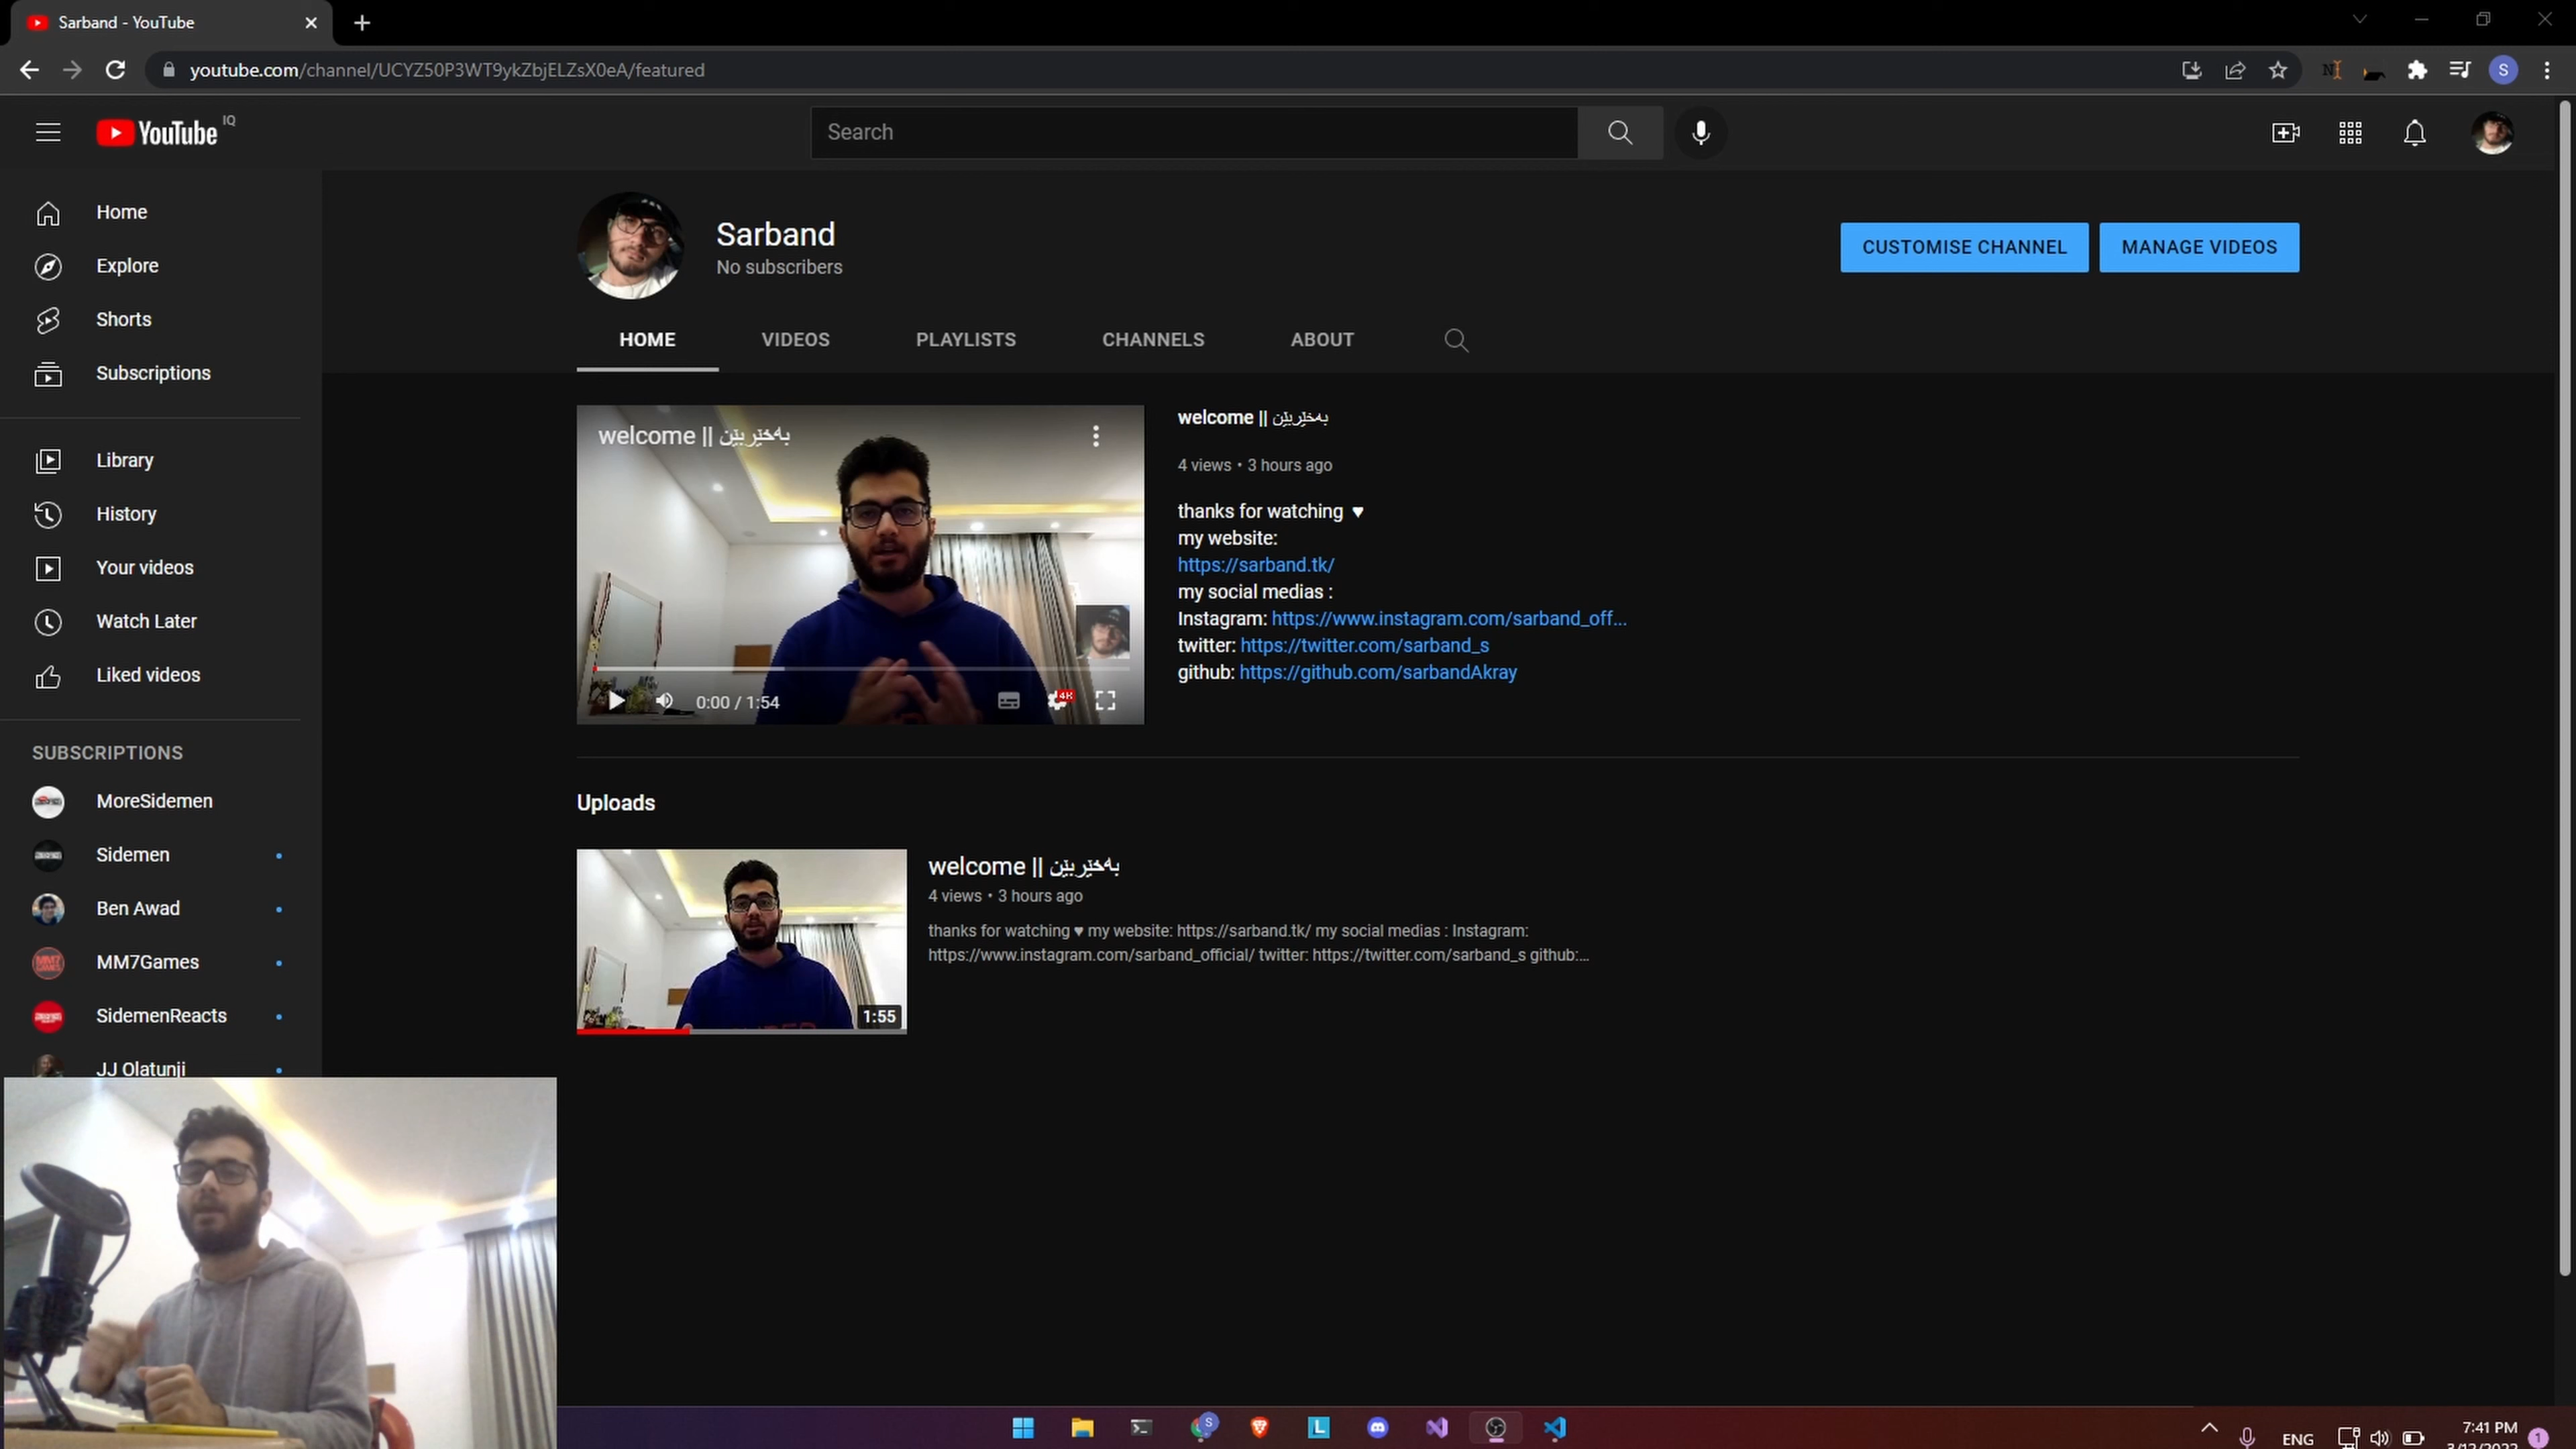 Sarband - YouTube
youtube.com/channel/UCYZ50P3WT9ykZbjELZsX0eA/featured
YouTube IQ
Search
Home
Explore
Shorts
Subscriptions
Library
History
Your videos
Watch Later
Liked videos
SUBSCRIPTIONS
MoreSidemen
Sidemen
Ben Awad
MM7Games
SidemenReacts
JJ Olatunji
Sarband
No subscribers
CUSTOMISE CHANNEL
MANAGE VIDEOS
HOME VIDEOS PLAYLISTS CHANNELS ABOUT
welcome || بەخێربێن
0:00 / 1:54
4K
welcome || بەخێربێن
4 views • 3 hours ago
thanks for watching ♥
my website:
https://sarband.tk/
my social medias :
Instagram: https://www.instagram.com/sarband_off...
twitter: https://twitter.com/sarband_s
github: https://github.com/sarbandAkray
Uploads
1:55
welcome || بەخێربێن
4 views • 3 hours ago
thanks for watching ♥ my website: https://sarband.tk/ my social medias : Instagram:
https://www.instagram.com/sarband_official/ twitter: https://twitter.com/sarband_s github:...
S
L
ENG
7:41 PM
1